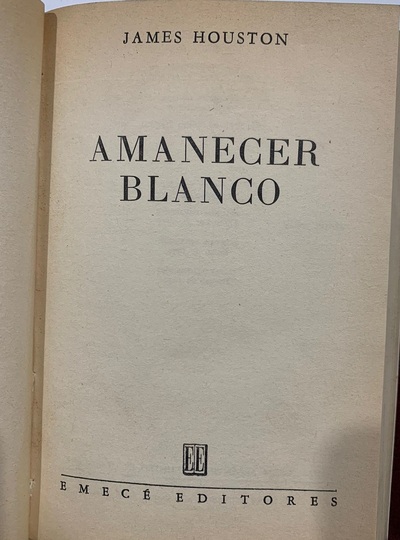 JAMES HOUSTON
AMANECER
BLANCO
EE
EMECÉ EDITORES